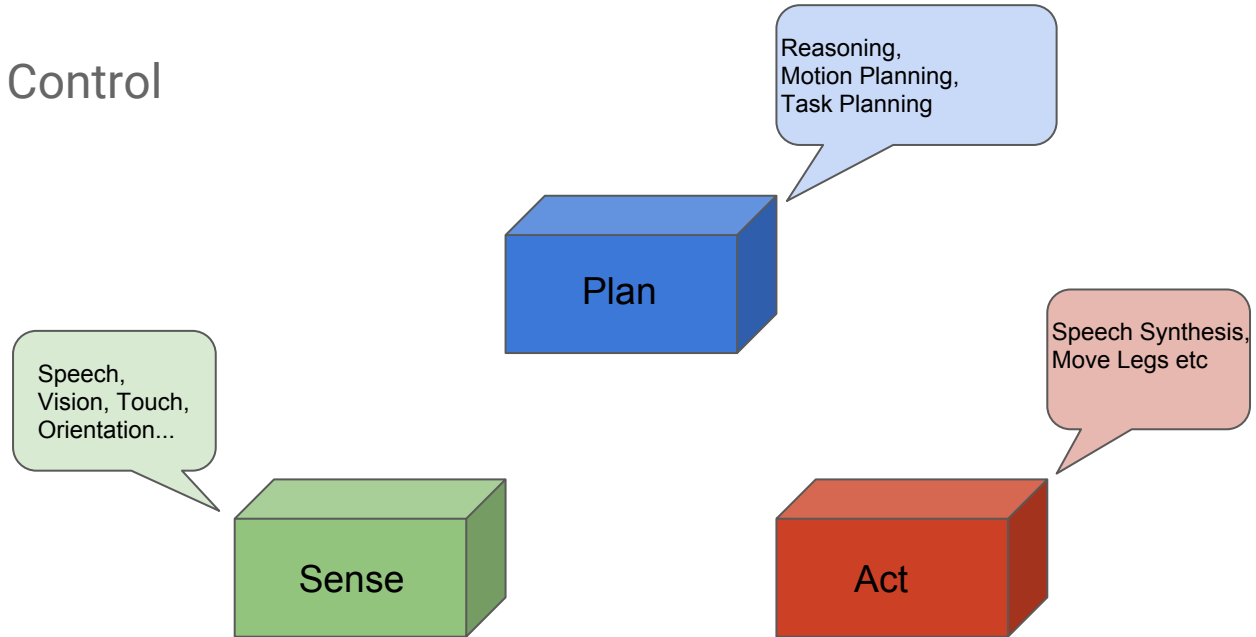 Control
Reasoning,
Motion Planning,
Task Planning
Plan
Speech Synthesis,
Move Legs etc
Speech,
Vision, Touch,
Orientation...
Sense
Act